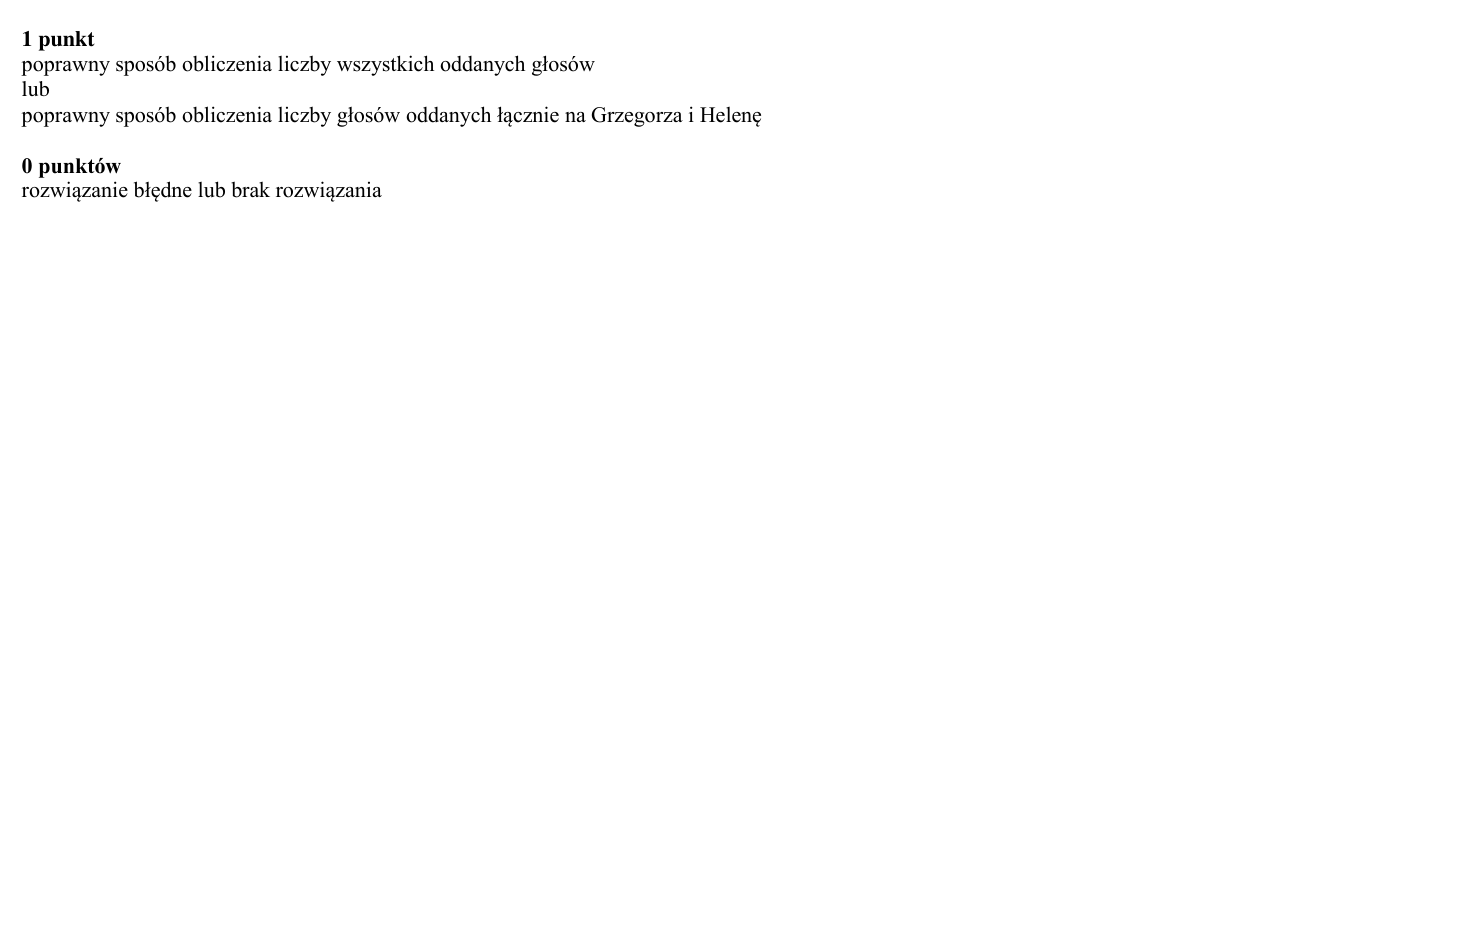 1 punkt
poprawny sposób obliczenia liczby wszystkich oddanych głosów
lub
poprawny sposób obliczenia liczby głosów oddanych łącznie na Grzegorza i Helenę
0 punktów
rozwiązanie błędne lub brak rozwiązania